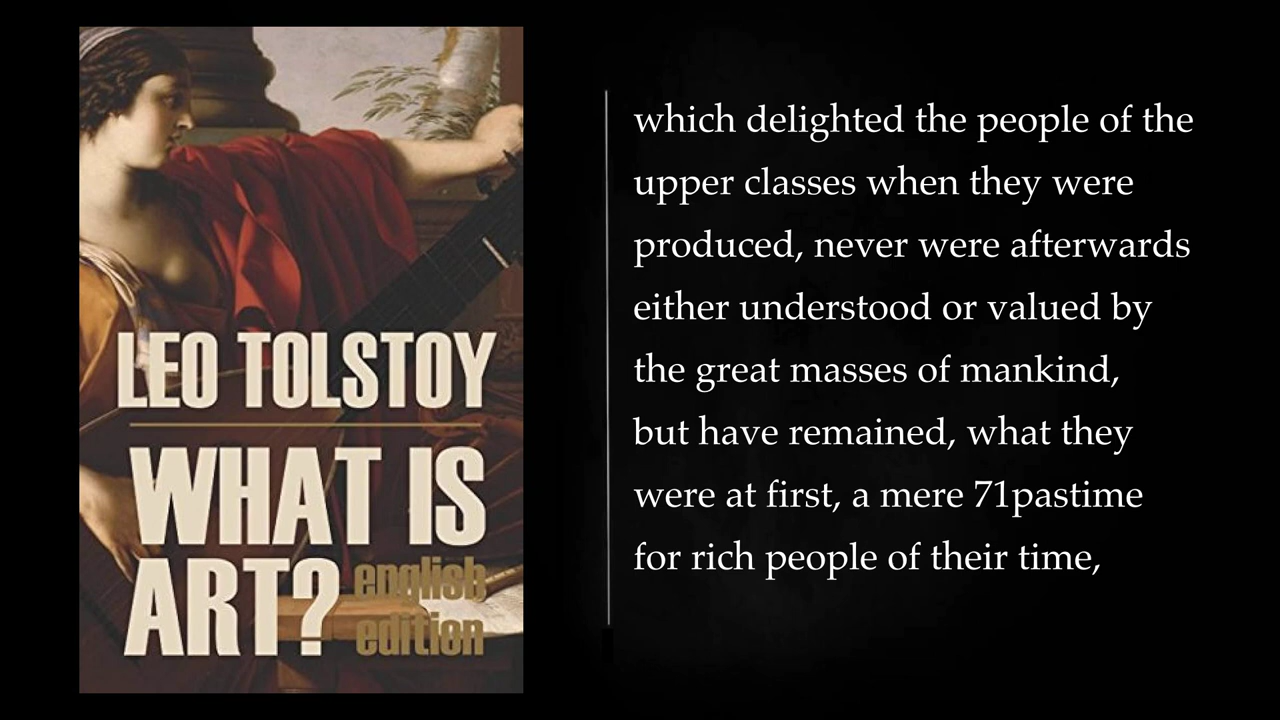 LEO TOLSTOY
WHAT IS
ART?
english
edition
which delighted the people of the
upper classes when they were
produced, never were afterwards
either understood or valued by
the great masses of mankind,
but have remained, what they
were at first, a mere 71pastime
for rich people of their time,